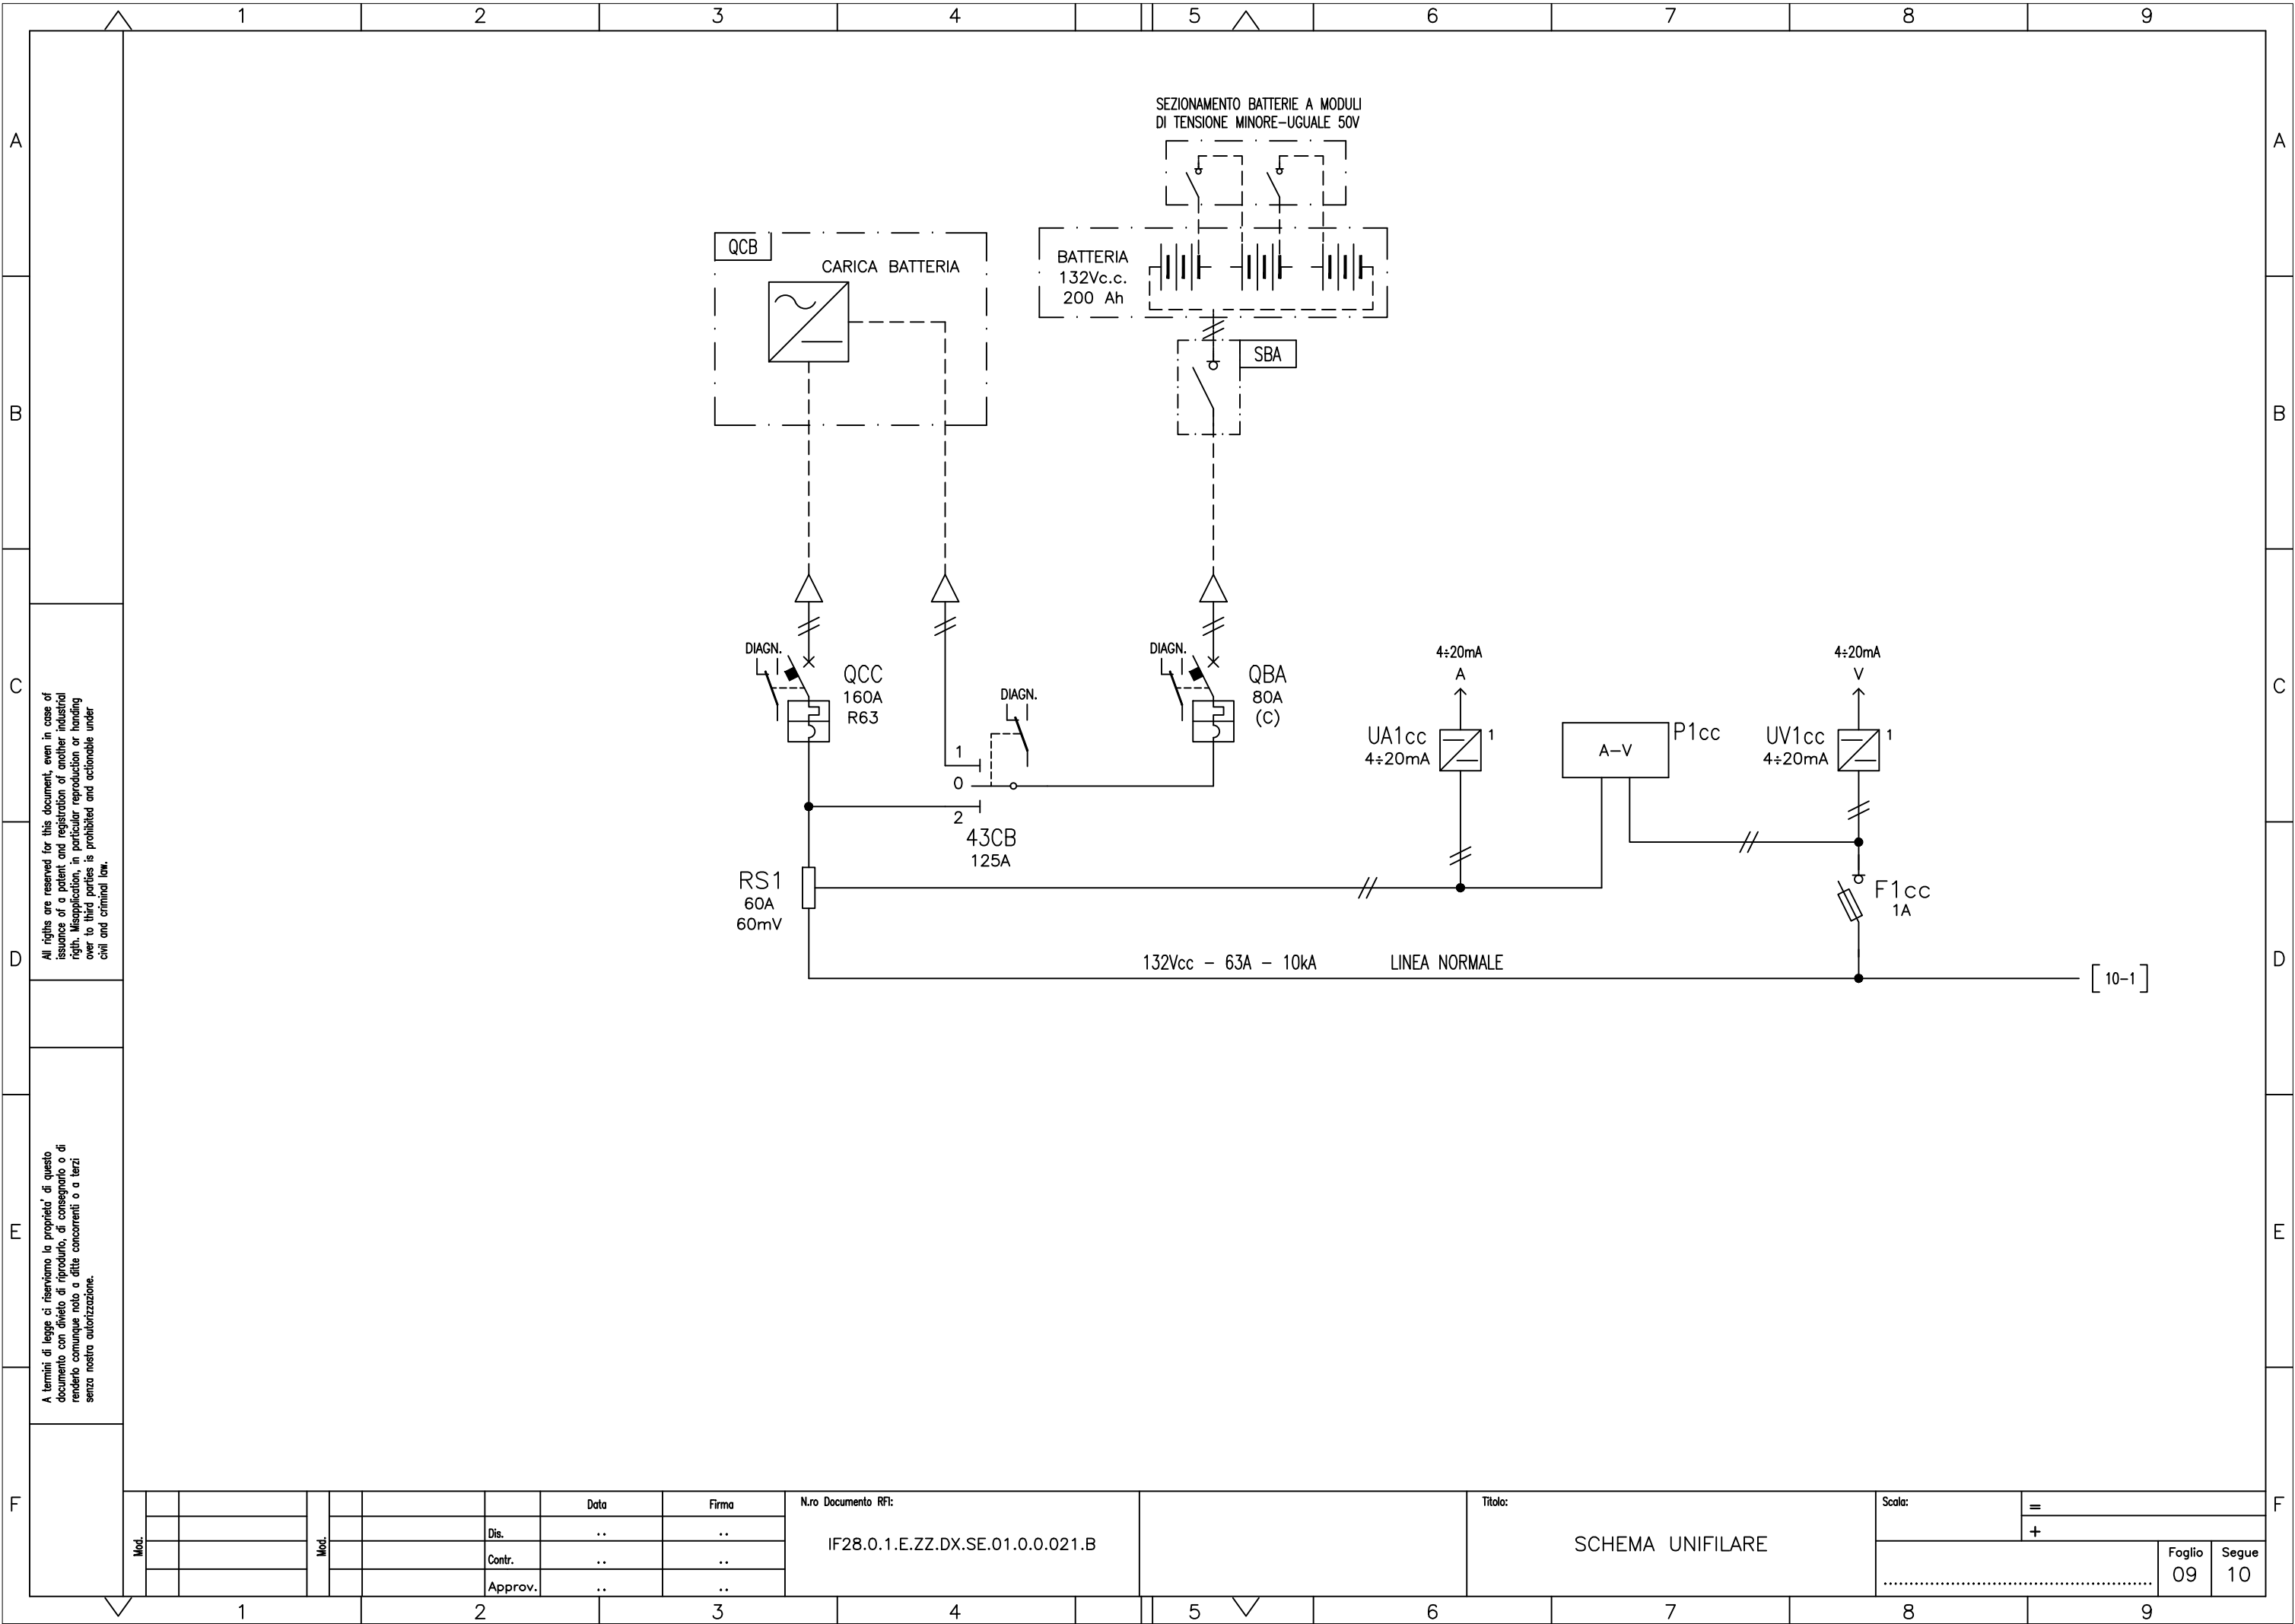 1 2 3 4 5 6 7 8 9
A A
B B
C C
D D
E E
F F
SEZIONAMENTO BATTERIE A MODULI
DI TENSIONE MINORE-UGUALE 50V
QCB
CARICA BATTERIA
BATTERIA
132Vc.c.
200 Ah
SBA
DIAGN.
QCC
160A
R63
DIAGN.
1
0
2
43CB
125A
DIAGN.
QBA
80A
(C)
4÷20mA
A
UA1cc
4÷20mA
1
A-V
P1cc
4÷20mA
V
UV1cc
4÷20mA
1
RS1
60A
60mV
F1cc
1A
132Vcc - 63A - 10kA LINEA NORMALE
[10-1]
All rigths are reserved for this document, even in case of
issuance of a patent and registration of another industrial
rigth. Misapplication, in particular reproduction or handing
over to third parties is prohibited and actionable under
civil and criminal law.
A termini di legge ci riserviamo la proprieta' di questo
documento con divieto di riprodurlo, di consegnarlo o di
renderlo comunque noto a ditte concorrenti o a terzi
senza nostra autorizzazione.
Mod.
Mod.
Data Firma
Dis. .. ..
Contr. .. ..
Approv. .. ..
N.ro Documento RFI:
IF28.0.1.E.ZZ.DX.SE.01.0.0.021.B
Titolo:
SCHEMA UNIFILARE
Scala:
=
+
Foglio
09
Segue
10
1 2 3 4 5 6 7 8 9